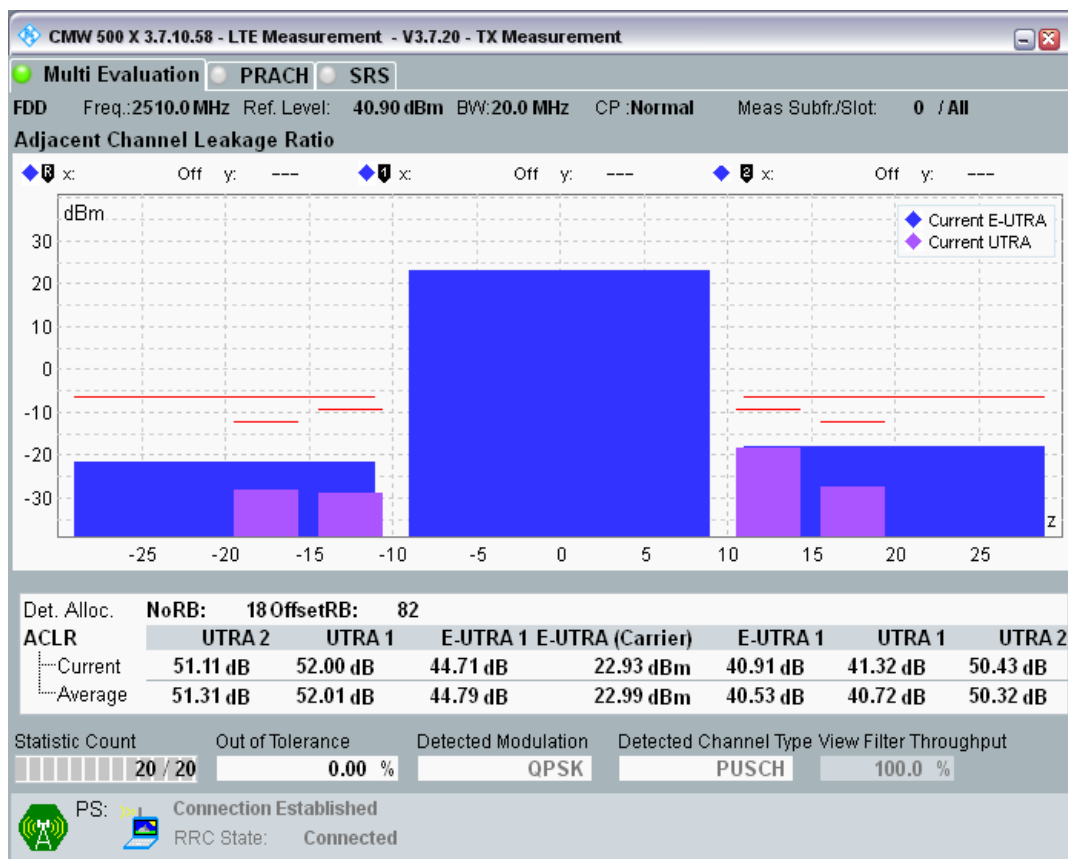 CMW 500 X 3.7.10.58 - LTE Measurement - V3.7.20 - TX Measurement
Multi Evaluation PRACH SRS
FDD Freq.:2510.0 MHz Ref. Level: 40.90 dBm BW:20.0 MHz CP :Normal Meas Subfr./Slot: 0 / All
Adjacent Channel Leakage Ratio
R x: Off y: --- 1 x: Off y: --- 2 x: Off y: ---
dBm
Current E-UTRA
Current UTRA
30
20
10
0
-10
-20
-30
z
-25 -20 -15 -10 -5 0 5 10 15 20 25
Det. Alloc. NoRB: 18 OffsetRB: 82
ACLR UTRA 2 UTRA 1 E-UTRA 1 E-UTRA (Carrier) E-UTRA 1 UTRA 1 UTRA 2
Current 51.11 dB 52.00 dB 44.71 dB 22.93 dBm 40.91 dB 41.32 dB 50.43 dB
Average 51.31 dB 52.01 dB 44.79 dB 22.99 dBm 40.53 dB 40.72 dB 50.32 dB
Statistic Count Out of Tolerance Detected Modulation Detected Channel Type View Filter Throughput
20 / 20 0.00 % QPSK PUSCH 100.0 %
PS: Connection Established
RRC State: Connected